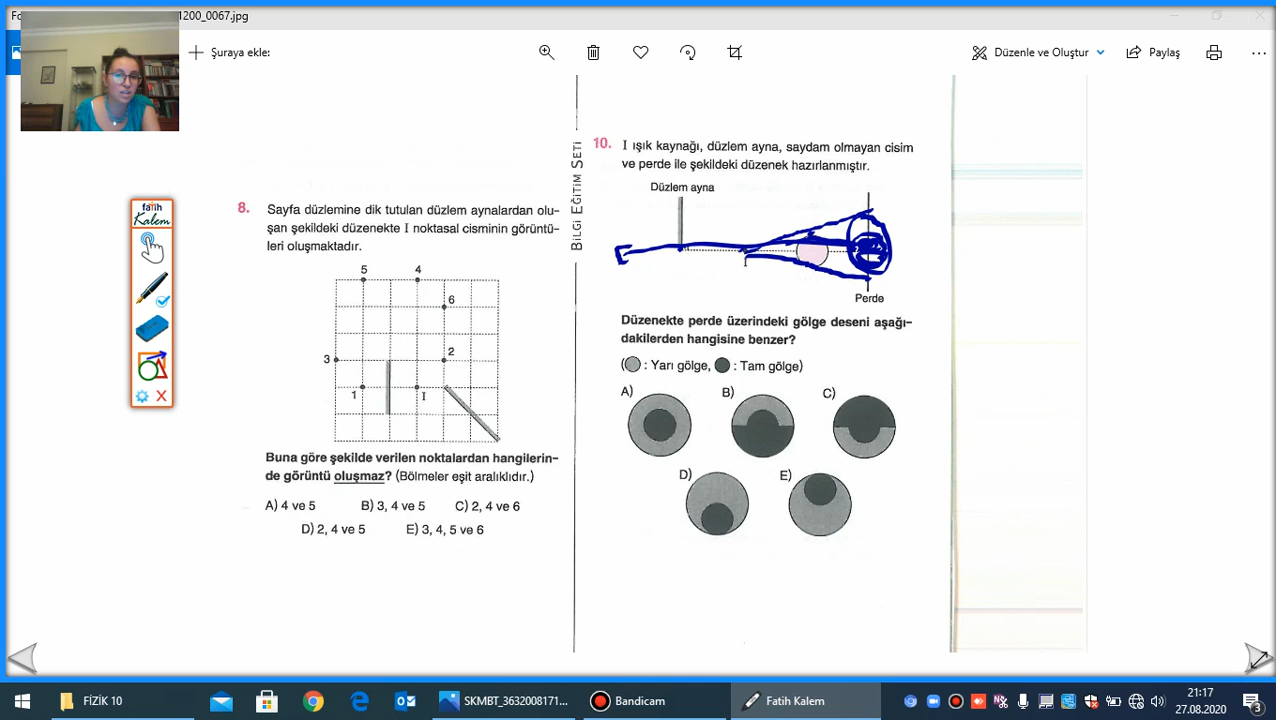 1200_0067.jpg
Şuraya ekle:
Düzenle ve Oluştur
Paylaş
fatih
Kalem
8. Sayfa düzlemine dik tutulan düzlem aynalardan olu-
şan şekildeki düzenekte I noktasal cisminin görüntü-
leri oluşmaktadır.
5
4
6
2
3
1
I
Buna göre şekilde verilen noktalardan hangilerin-
de görüntü oluşmaz? (Bölmeler eşit aralıklıdır.)
A) 4 ve 5
B) 3, 4 ve 5
C) 2, 4 ve 6
D) 2, 4 ve 5
E) 3, 4, 5 ve 6
BİLGİ EĞİTİM SETİ
10. I ışık kaynağı, düzlem ayna, saydam olmayan cisim
ve perde ile şekildeki düzenek hazırlanmıştır.
Düzlem ayna
I
Perde
Düzenekte perde üzerindeki gölge deseni aşağı-
dakilerden hangisine benzer?
( : Yarı gölge, : Tam gölge)
A)
B)
C)
D)
E)
FİZİK 10
SKMBT_3632008171...
Bandicam
Fatih Kalem
21:17
27.08.2020
3